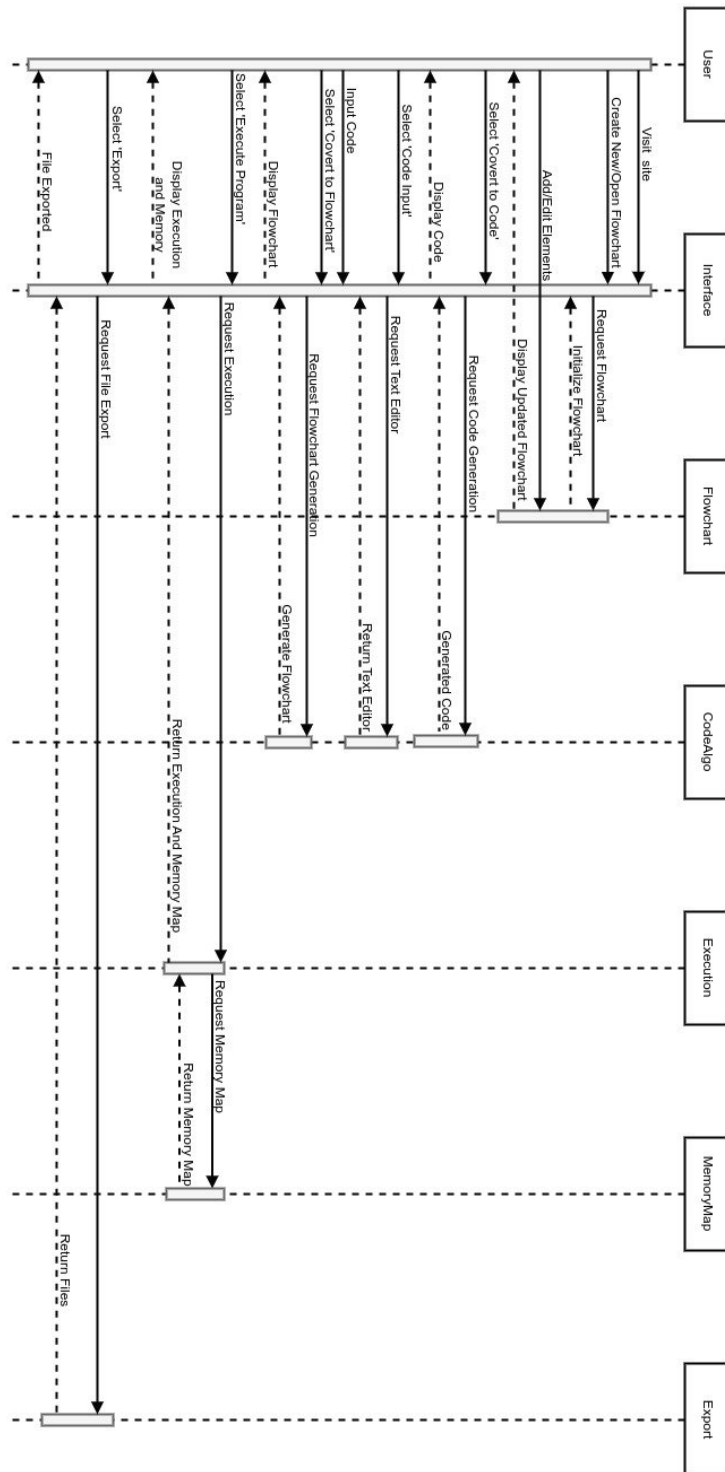 User
Interface
Flowchart
CodeAlgo
Execution
MemoryMap
Export
Visit site
Create New/Open Flowchart
Request Flowchart
Initialize Flowchart
Add/Edit Elements
Display Updated Flowchart
Select 'Covert to Code'
Request Code Generation
Generated Code
Display Code
Select 'Code Input'
Request Text Editor
Return Text Editor
Input Code
Select 'Covert to Flowchart'
Request Flowchart Generation
Generate Flowchart
Display Flowchart
Select 'Execute Program'
Request Execution
Request Memory Map
Return Memory Map
Return Execution And Memory Map
Display Execution
and Memory
Select 'Export'
Request File Export
Return Files
File Exported